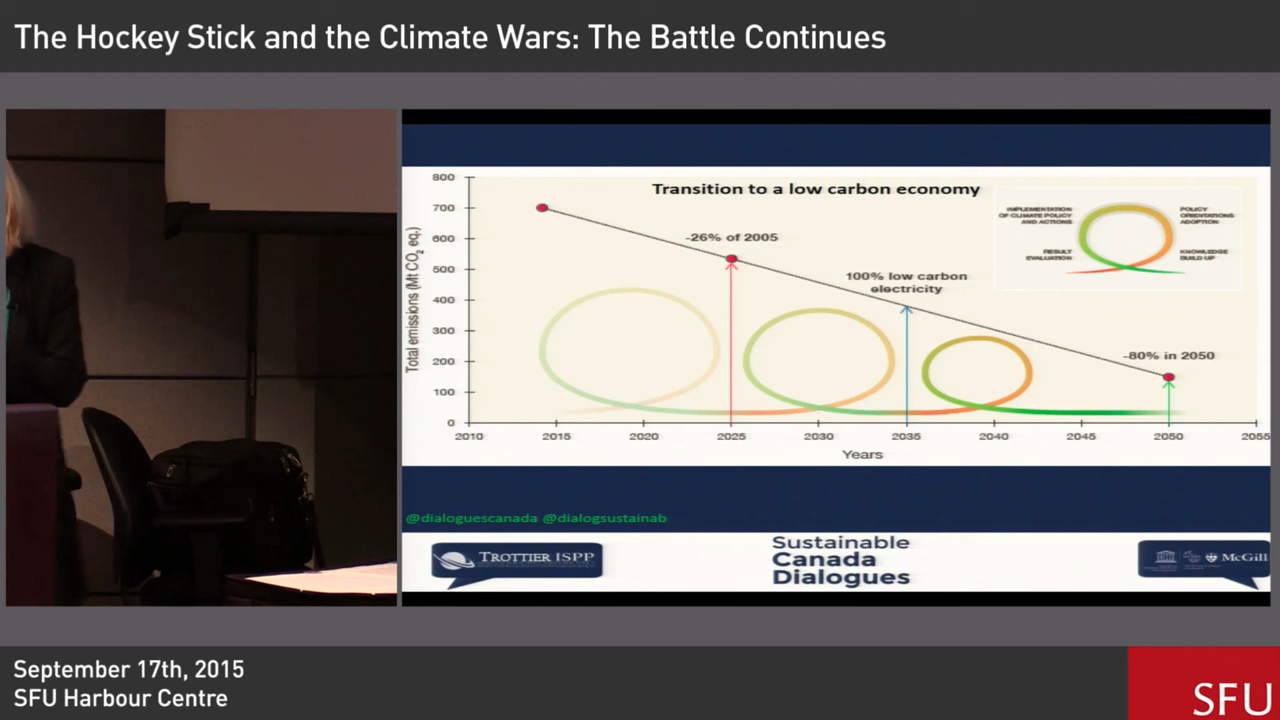 The Hockey Stick and the Climate Wars: The Battle Continues
Transition to a low carbon economy
800
700
600
500
400
300
200
100
0
Total emissions (Mt CO2 eq.)
-26% of 2005
100% low carbon
electricity
-80% in 2050
IMPLEMENTATION
OF CLIMATE POLICY
AND ACTIONS
POLICY
ORIENTATIONS
ADOPTION
RESULT
EVALUATION
KNOWLEDGE
BUILD-UP
2010 2015 2020 2025 2030 2035 2040 2045 2050 2055
Years
@dialoguescanada @dialogsustainab
TROTTIER ISPP
Sustainable
Canada
Dialogues
McGill
September 17th, 2015
SFU Harbour Centre
SFU